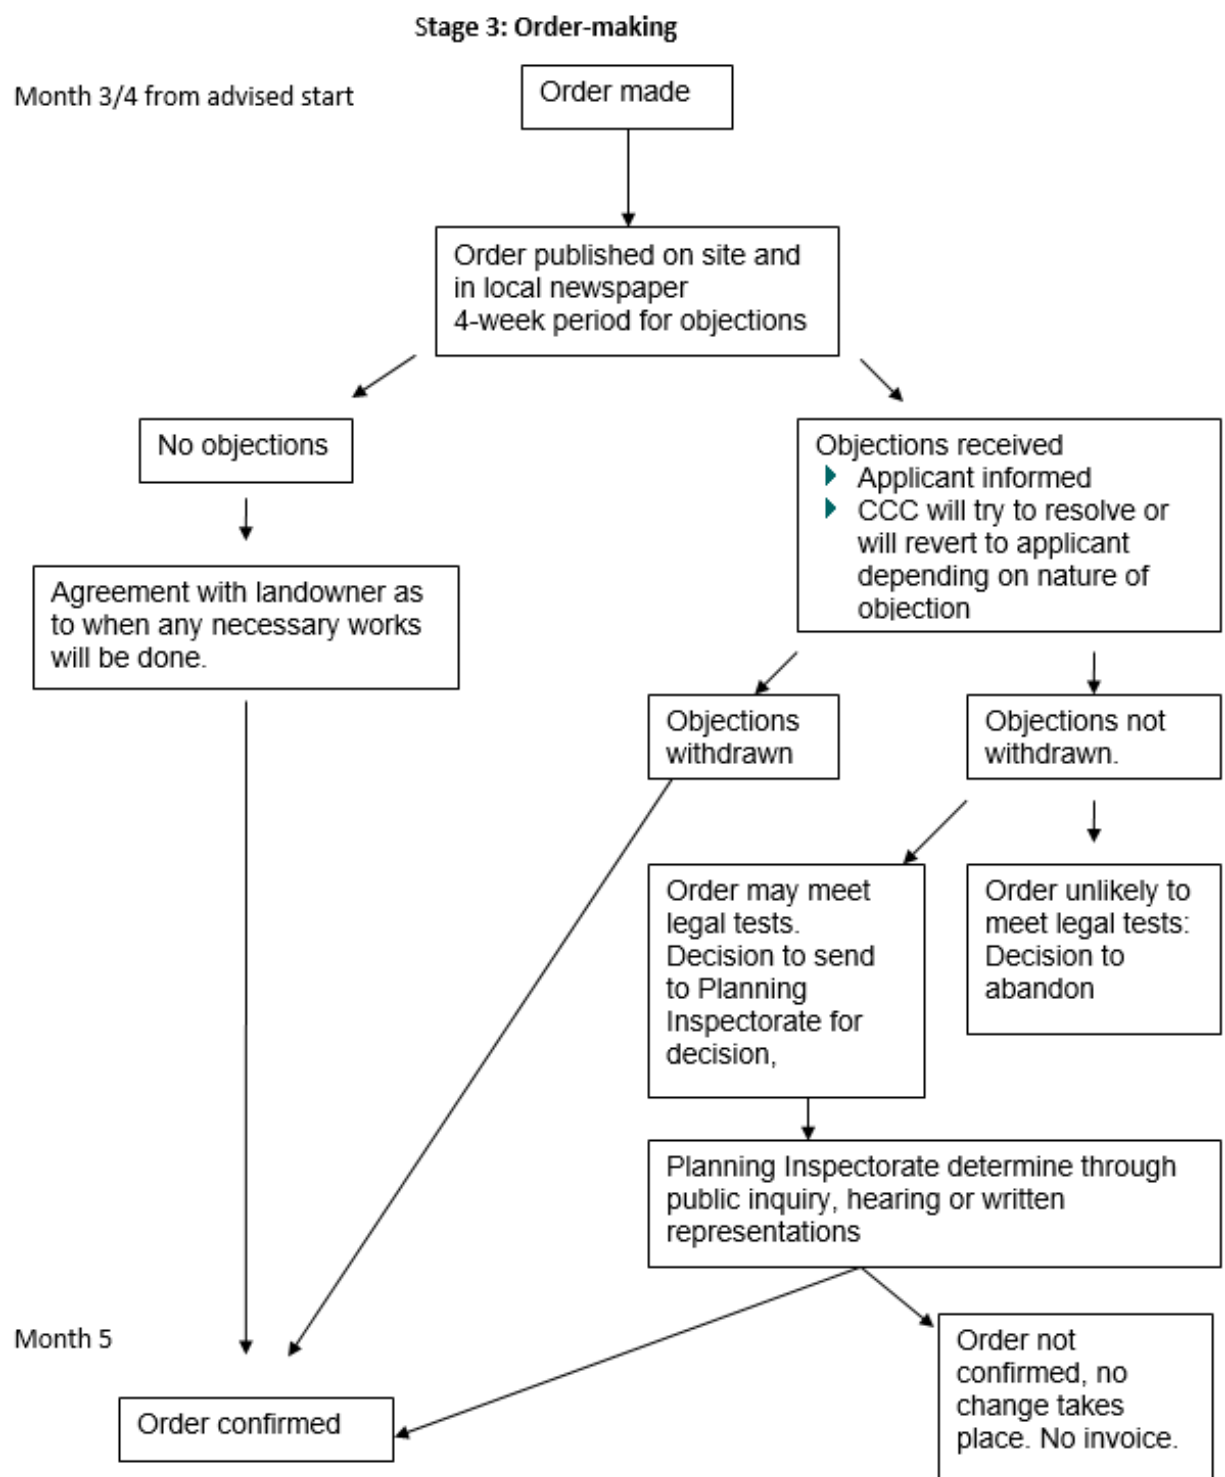 Stage 3: Order-making
Month 3/4 from advised start
Order made
Order published on site and
in local newspaper
4-week period for objections
No objections
Objections received
Applicant informed
CCC will try to resolve or
will revert to applicant
depending on nature of
objection
Agreement with landowner as
to when any necessary works
will be done.
Objections
withdrawn
Objections not
withdrawn.
Order may meet
legal tests.
Decision to send
to Planning
Inspectorate for
decision,
Order unlikely to
meet legal tests:
Decision to
abandon
Planning Inspectorate determine through
public inquiry, hearing or written
representations
Month 5
Order confirmed
Order not
confirmed, no
change takes
place. No invoice.